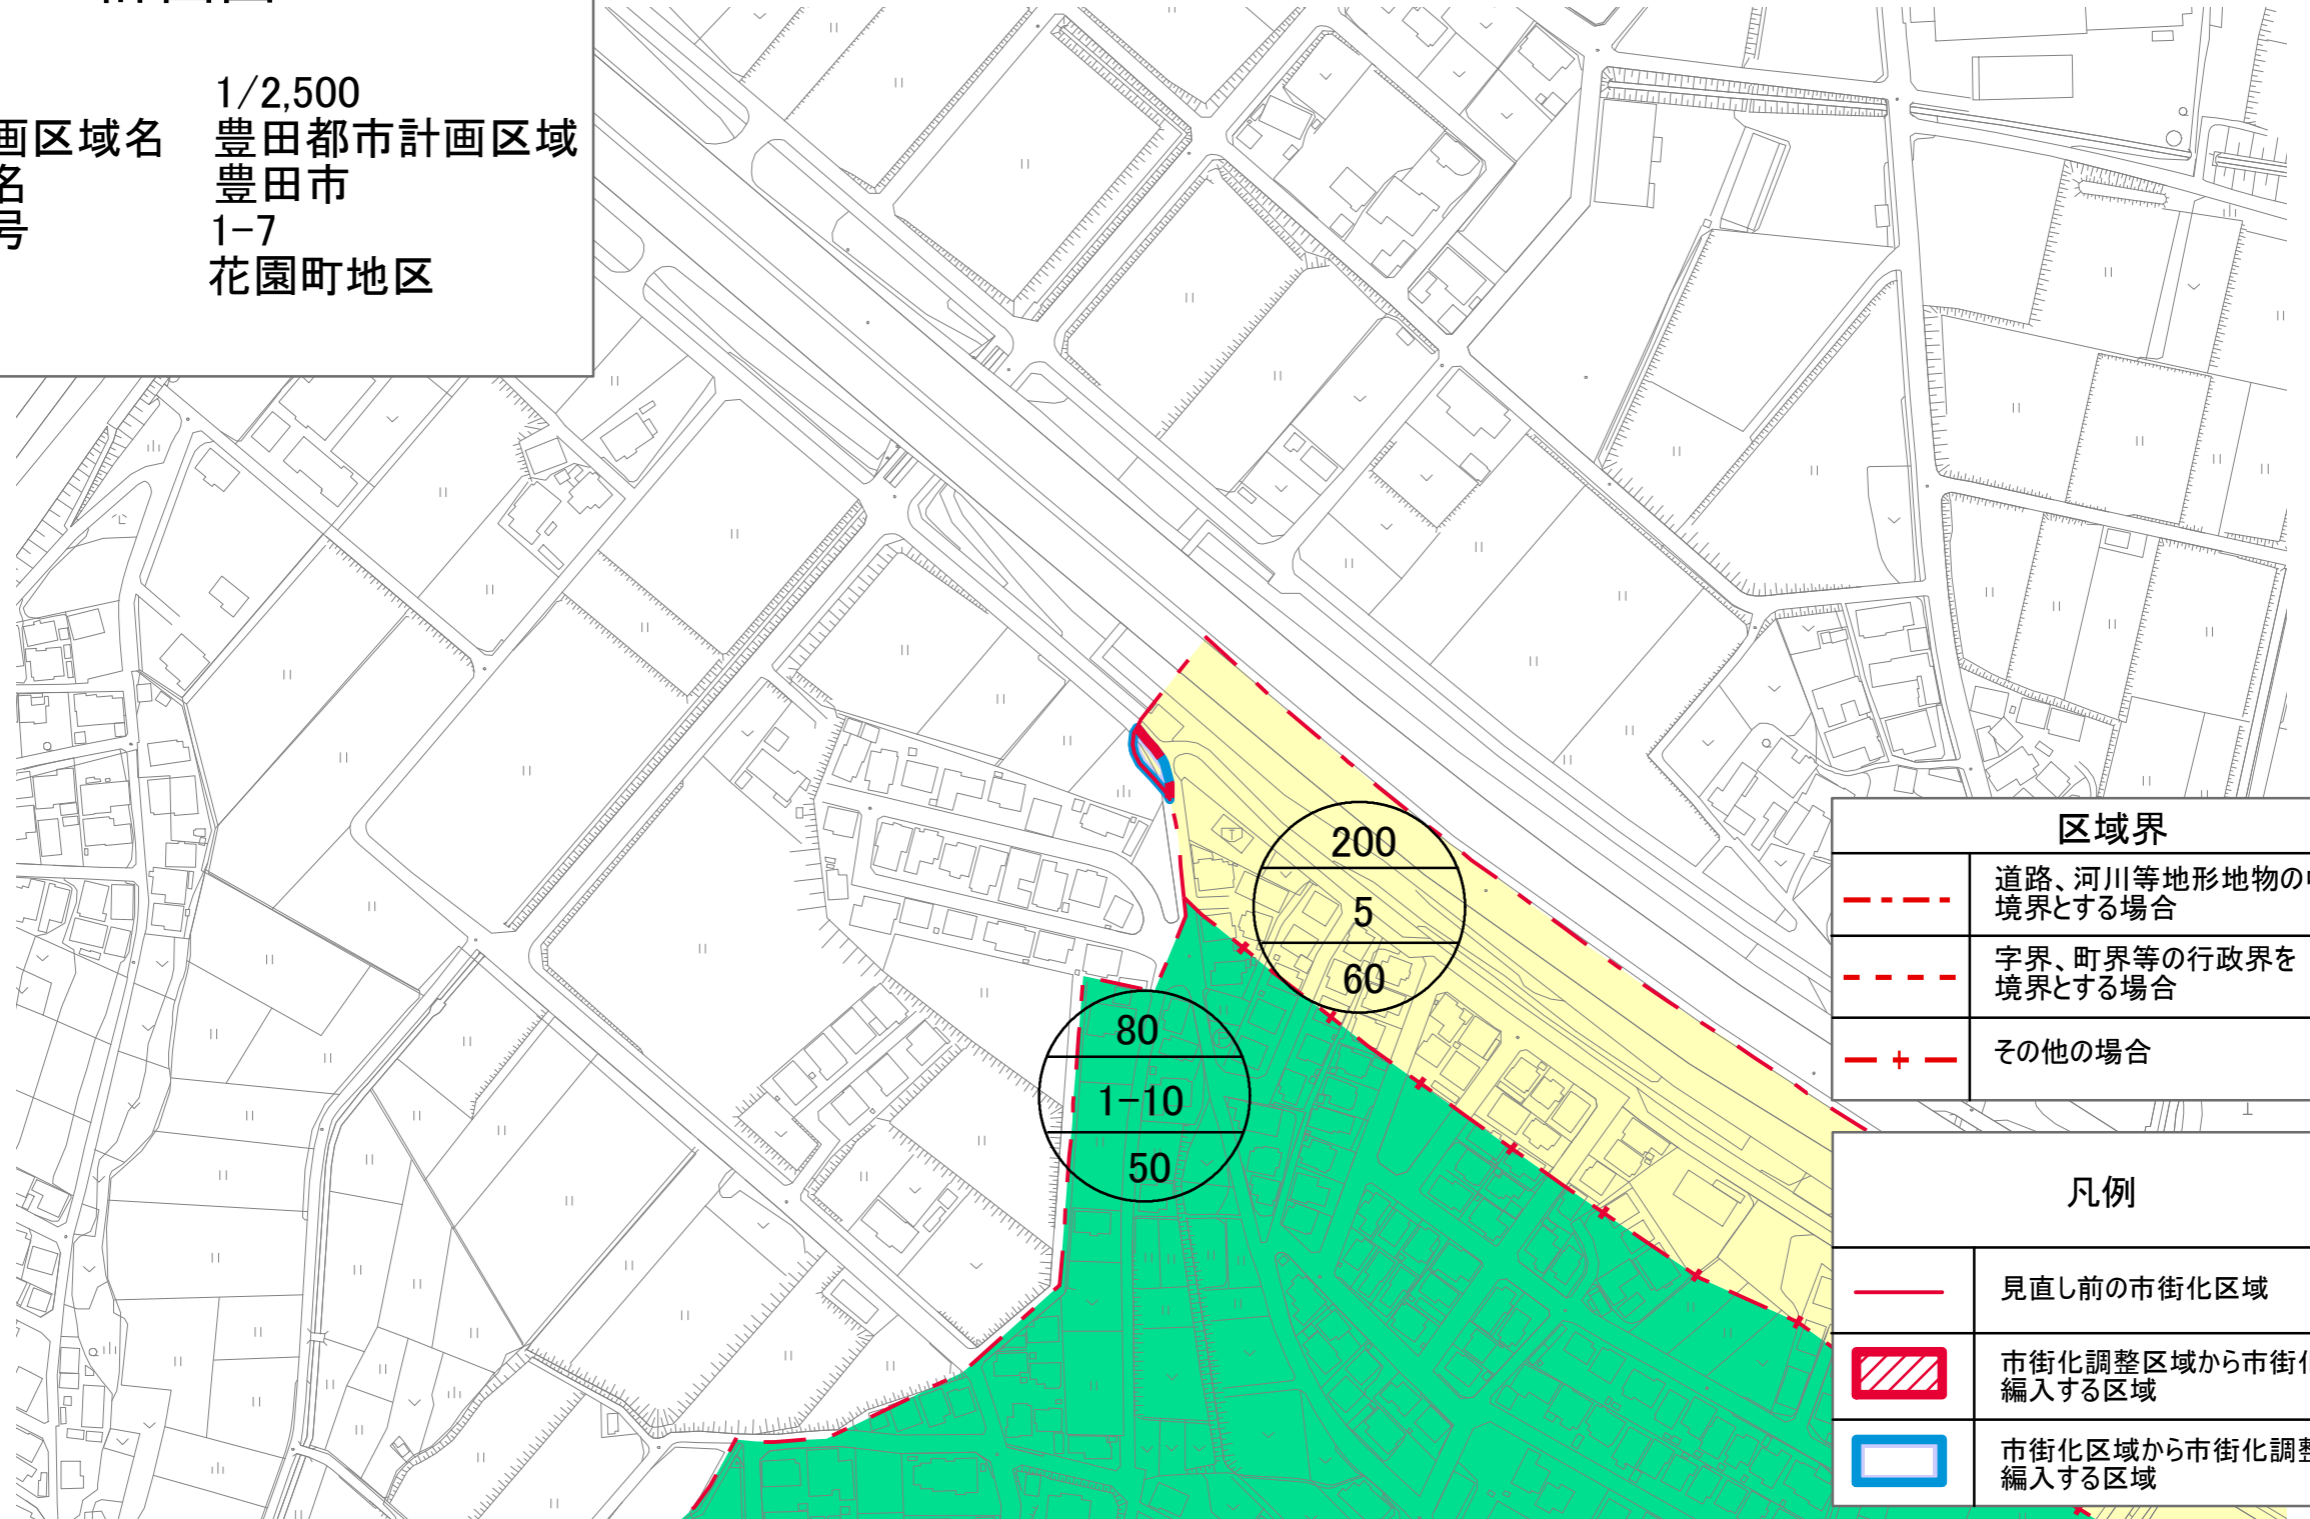 1/2,500
画区域名 豊田都市計画区域
名 豊田市
号 1-7
花園町地区
200
5
60
80
1-10
50
区域界
道路、河川等地形地物の
境界とする場合
字界、町界等の行政界を
境界とする場合
その他の場合
凡例
見直し前の市街化区域
市街化調整区域から市街
編入する区域
市街化区域から市街化調整
編入する区域